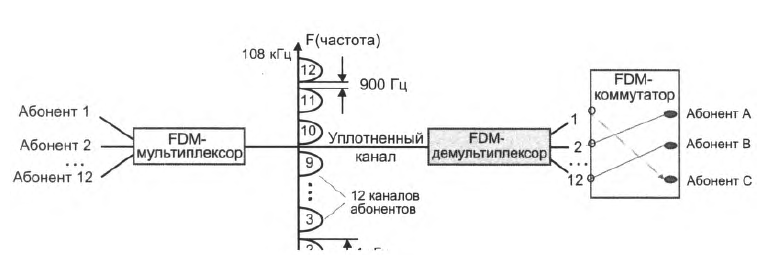 F(частота)
108 кГц
12
900 Гц
11
10
9
3
Абонент 1
Абонент 2
...
Абонент 12
FDM-
мультиплексор
Уплотненный
канал
12 каналов
абонентов
FDM-
демультиплексор
1
2
...
12
FDM-
коммутатор
Абонент A
Абонент B
Абонент C